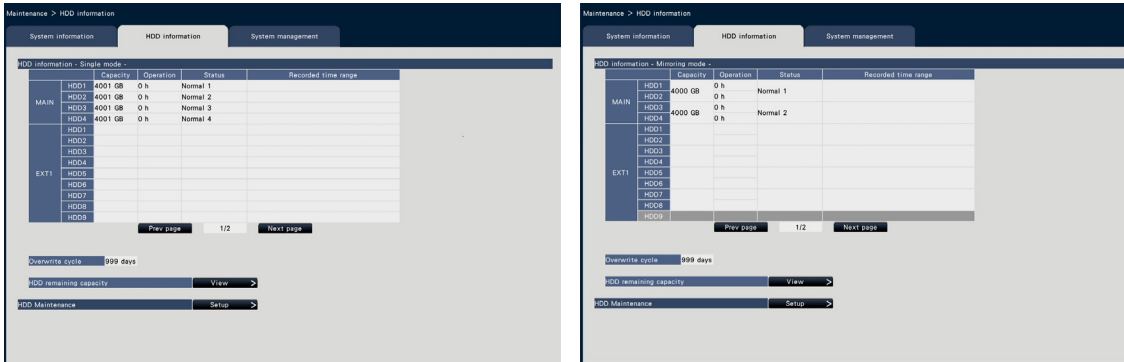 Maintenance > HDD information
System information HDD information System management
HDD information - Single mode -
Capacity Operation Status Recorded time range
MAIN
HDD1 4001 GB 0 h Normal 1
HDD2 4001 GB 0 h Normal 2
HDD3 4001 GB 0 h Normal 3
HDD4 4001 GB 0 h Normal 4
EXT1
HDD1
HDD2
HDD3
HDD4
HDD5
HDD6
HDD7
HDD8
HDD9
Prev page 1/2 Next page
Overwrite cycle 999 days
HDD remaining capacity View >
HDD Maintenance Setup >
Maintenance > HDD information
System information HDD information System management
HDD information - Mirroring mode -
Capacity Operation Status Recorded time range
MAIN
HDD1 4000 GB 0 h Normal 1
HDD2 0 h
HDD3 4000 GB 0 h Normal 2
HDD4 0 h
EXT1
HDD1
HDD2
HDD3
HDD4
HDD5
HDD6
HDD7
HDD8
HDD9
Prev page 1/2 Next page
Overwrite cycle 999 days
HDD remaining capacity View >
HDD Maintenance Setup >